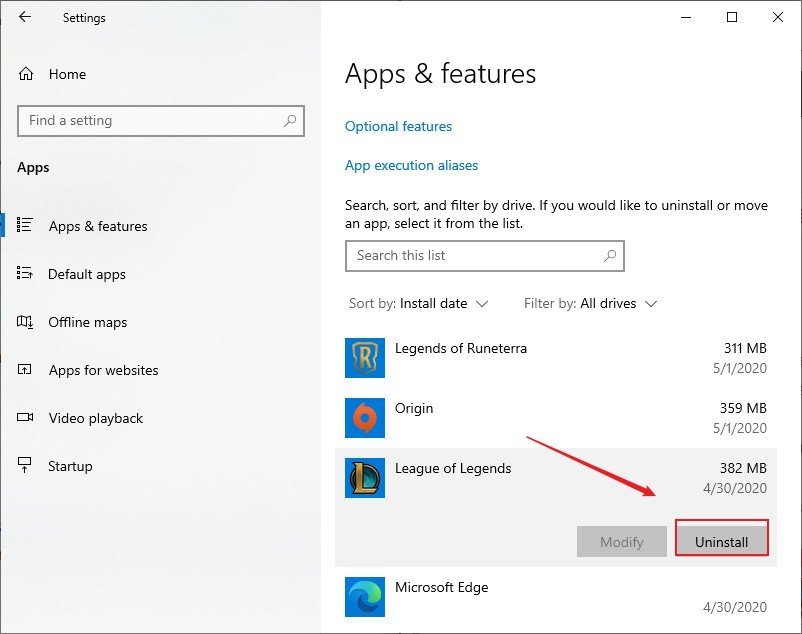 Settings
Home
Find a setting
Apps
Apps & features
Default apps
Offline maps
Apps for websites
Video playback
Startup
Apps & features
Optional features
App execution aliases
Search, sort, and filter by drive. If you would like to uninstall or move
an app, select it from the list.
Search this list
Sort by: Install date Filter by: All drives
Legends of Runeterra 311 MB
5/1/2020
Origin 359 MB
5/1/2020
League of Legends 382 MB
4/30/2020
Modify Uninstall
Microsoft Edge
4/30/2020